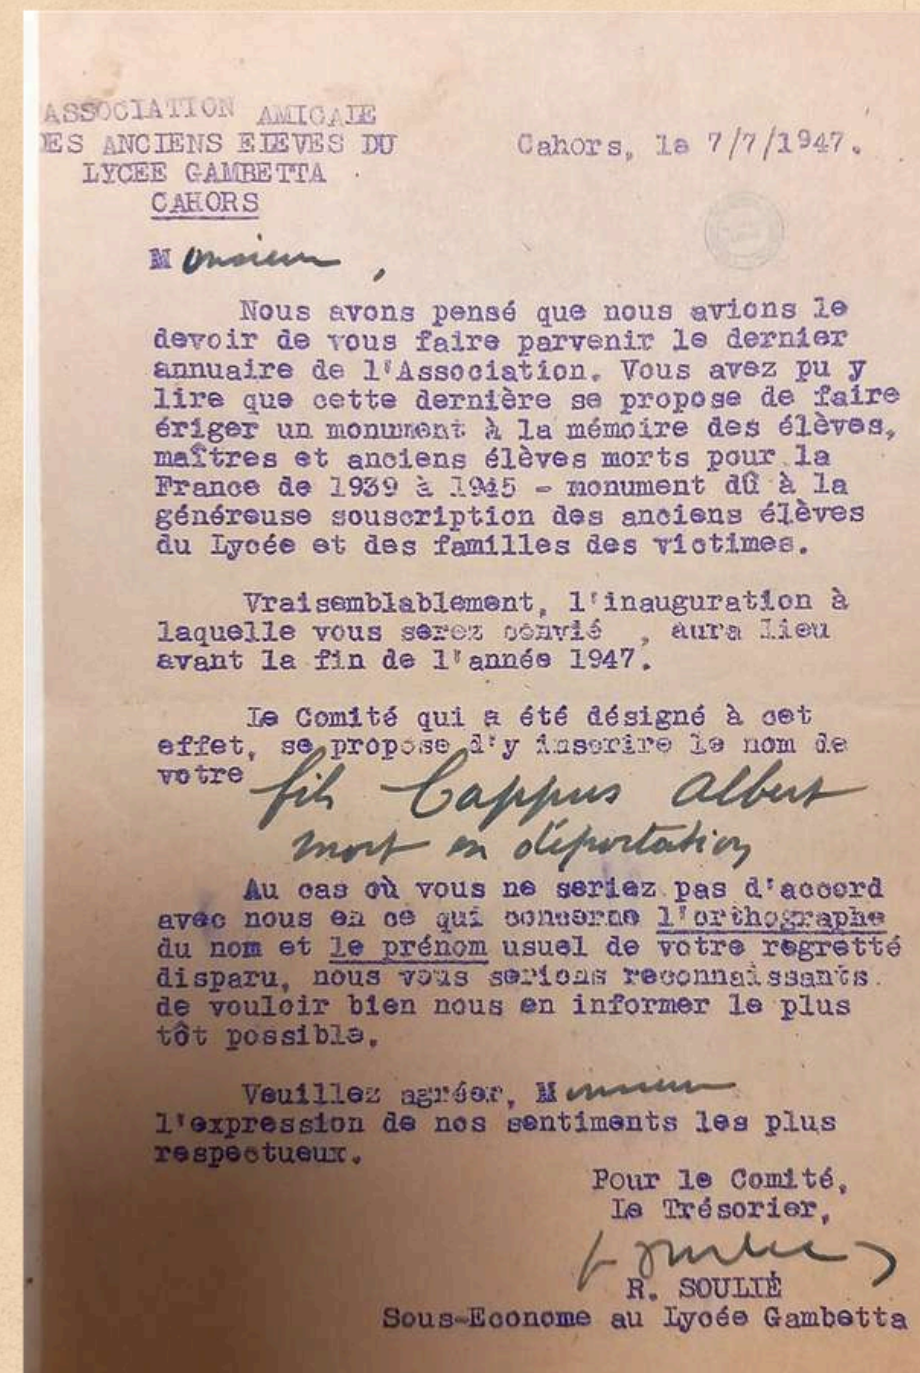 ASSOCIATION AMICALE
DES ANCIENS ELEVES DU
LYCEE GAMBETTA
CAHORS
Cahors, le 7/7/1947.
Monsieur,
Nous avons pensé que nous avions le
devoir de vous faire parvenir le dernier
annuaire de l'Association. Vous avez pu y
lire que cette dernière se propose de faire
ériger un monument à la mémoire des élèves,
maîtres et anciens élèves morts pour la
France de 1939 à 1945 - monument dû à la
généreuse souscription des anciens élèves
du Lycée et des familles des victimes.
Vraisemblablement, l'inauguration à
laquelle vous serez convié , aura lieu
avant la fin de l'année 1947.
Le Comité qui a été désigné à cet
effet, se propose d'y inscrire le nom de
votre fils Cappus Albert
mort en déportation
Au cas où vous ne seriez pas d'accord
avec nous en ce qui concerne l'orthographe
du nom et le prénom usuel de votre regretté
disparu, nous vous serions reconnaissants
de vouloir bien nous en informer le plus
tôt possible.
Veuillez agréer, Monsieur
l'expression de nos sentiments les plus
respectueux.
Pour le Comité,
Le Trésorier,
R. SOULIÉ
Sous-Econome au Lycée Gambetta